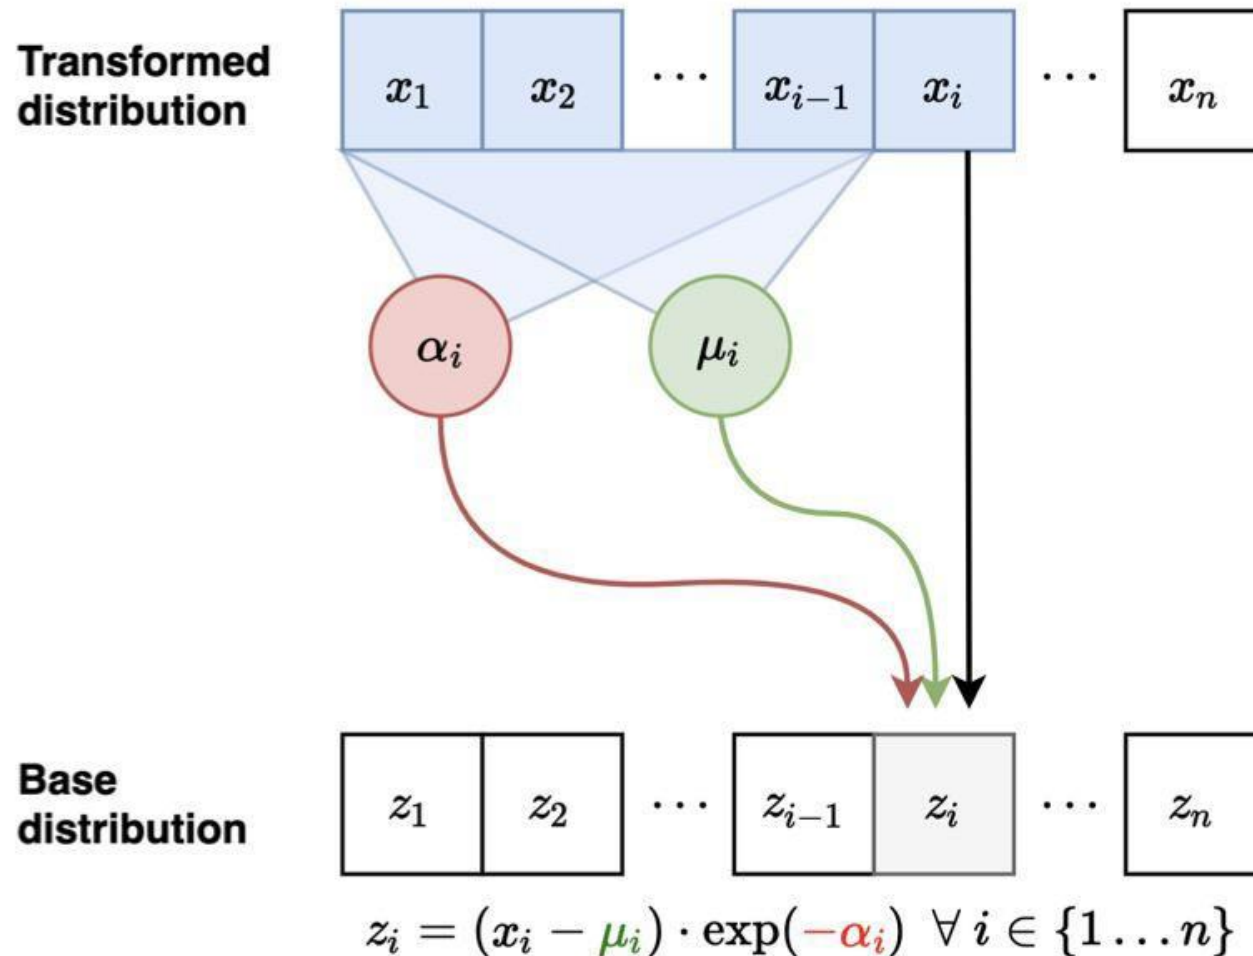 Transformed
distribution
x₁ x₂ ⋯ xᵢ₋₁ xᵢ ⋯ xₙ
αᵢ μᵢ
Base
distribution
z₁ z₂ ⋯ zᵢ₋₁ zᵢ ⋯ zₙ
zᵢ = (xᵢ − μᵢ) · exp(−αᵢ) ∀ i ∈ {1 … n}